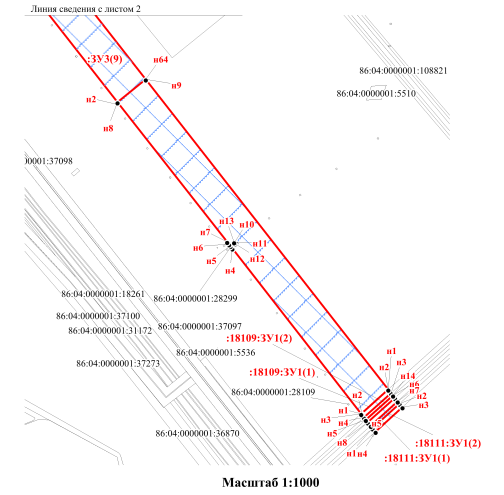 Линия сведения с листом 2
:ЗУ3(9)
н64
н9
н2
н8
86:04:0000001:108821
86:04:0000001:5510
0001:37098
н13
н10
н7
н6
н11
н5
н12
н4
86:04:0000001:18261
86:04:0000001:28299
86:04:0000001:37100
86:04:0000001:31172
86:04:0000001:37097
:18109:ЗУ1(2)
86:04:0000001:5536
86:04:0000001:37273
:18109:ЗУ1(1)
86:04:0000001:28109
н1
н2
н3
н14
н6
н7
н2
н3
н2
н1
н3
н4
н5
н5
н8
н1
н4
86:04:0000001:36870
:18111:ЗУ1(2)
:18111:ЗУ1(1)
Масштаб 1:1000